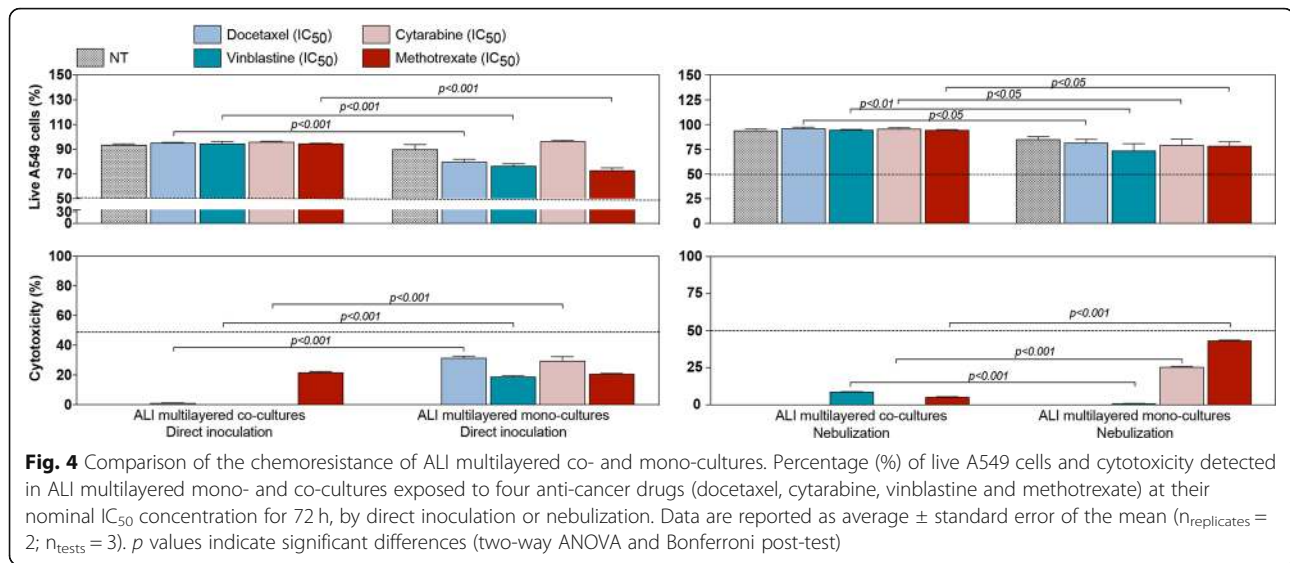 NT
Docetaxel (IC50)
Cytarabine (IC50)
Vinblastine (IC50)
Methotrexate (IC50)
Live A549 cells (%)
150
130
110
90
70
50
30
0
p<0.001
p<0.001
p<0.001
150
125
100
75
50
25
0
p<0.05
p<0.05
p<0.01
p<0.05
Cytotoxicity (%)
100
80
60
40
20
0
p<0.001
p<0.001
p<0.001
100
75
50
25
0
p<0.001
p<0.001
p<0.001
ALI multilayered co-cultures
Direct inoculation
ALI multilayered mono-cultures
Direct inoculation
ALI multilayered co-cultures
Nebulization
ALI multilayered mono-cultures
Nebulization
Fig. 4 Comparison of the chemoresistance of ALI multilayered co- and mono-cultures. Percentage (%) of live A549 cells and cytotoxicity detected
in ALI multilayered mono- and co-cultures exposed to four anti-cancer drugs (docetaxel, cytarabine, vinblastine and methotrexate) at their
nominal IC50 concentration for 72 h, by direct inoculation or nebulization. Data are reported as average ± standard error of the mean (nreplicates =
2; ntests = 3). p values indicate significant differences (two-way ANOVA and Bonferroni post-test)